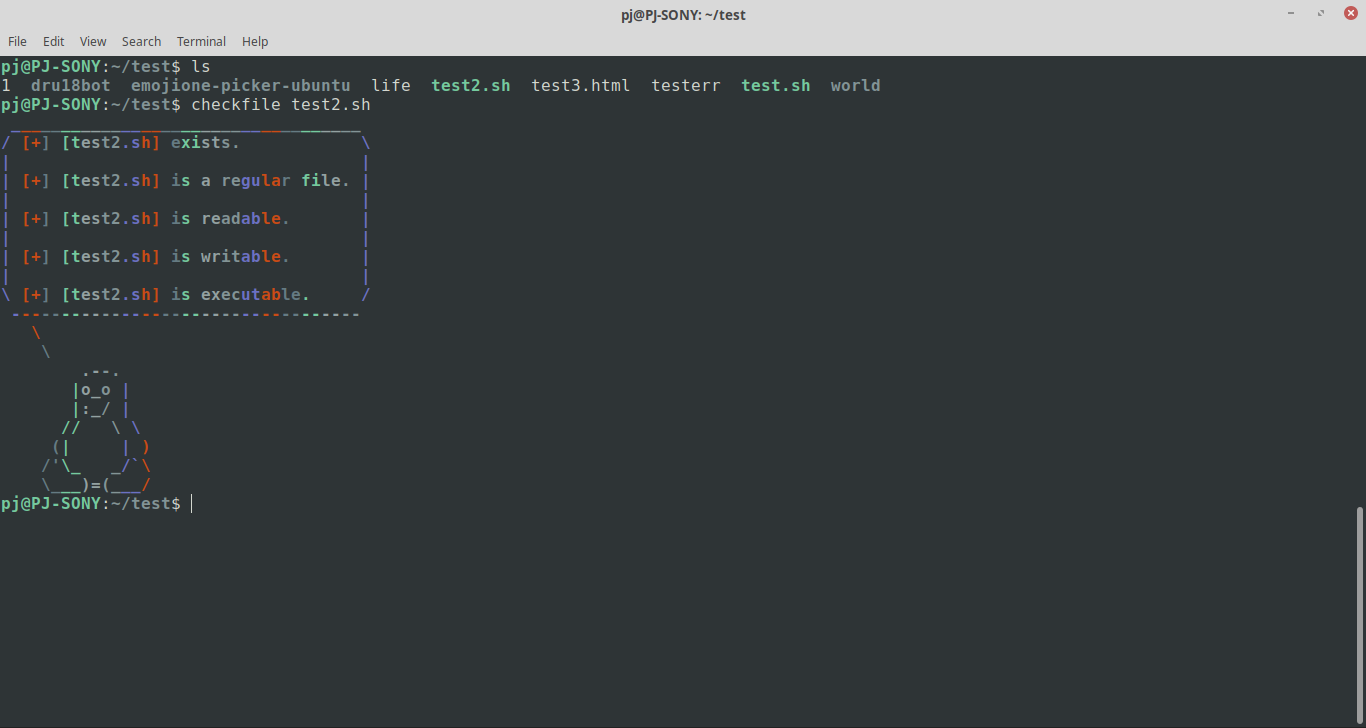 pj@PJ-SONY: ~/test
File Edit View Search Terminal Help
pj@PJ-SONY:~/test$ ls
1  dru18bot  emojione-picker-ubuntu  life  test2.sh  test3.html  testerr  test.sh  world
pj@PJ-SONY:~/test$ checkfile test2.sh
 ___________________________________
/ [+] [test2.sh] exists.            \
|                                   |
| [+] [test2.sh] is a regular file. |
|                                   |
| [+] [test2.sh] is readable.       |
|                                   |
| [+] [test2.sh] is writable.       |
|                                   |
\ [+] [test2.sh] is executable.     /
 -----------------------------------
   \
    \
        .--.
       |o_o |
       |:_/ |
      //   \ \
     (|     | )
    /'\_   _/`\
    \___)=(___/
pj@PJ-SONY:~/test$